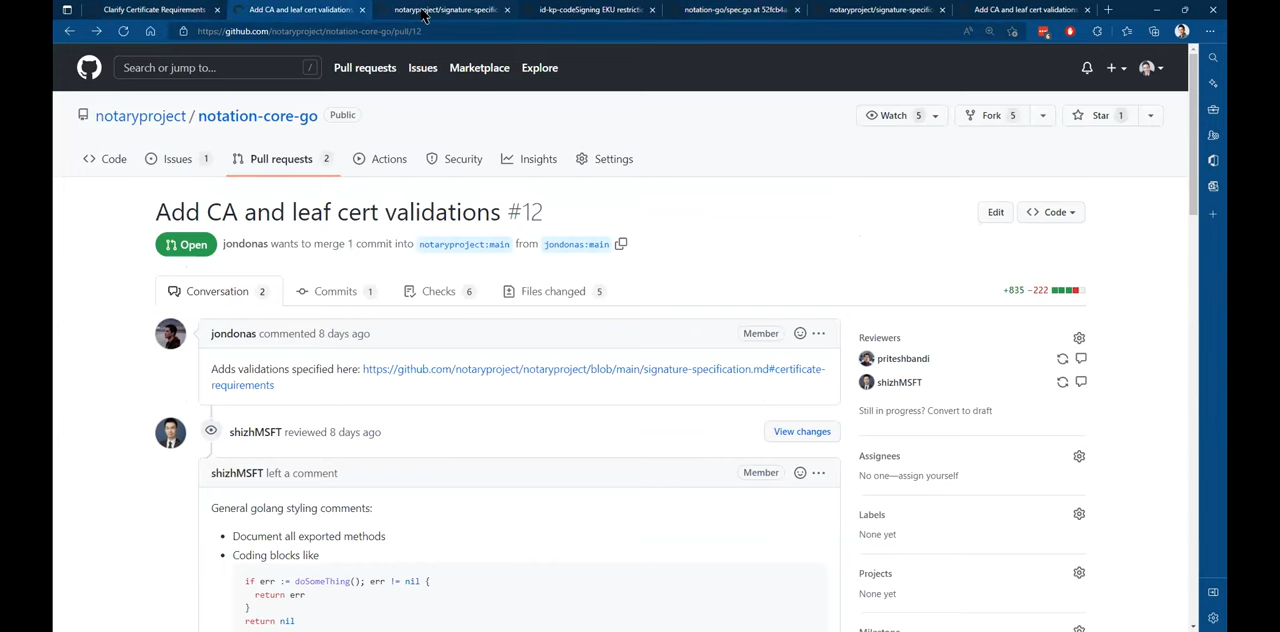 Clarify Certificate Requirements
Add CA and leaf cert validations
notaryproject/signature-specific
id-kp-codeSigning EKU restrictio
notation-go/spec.go at 52fcb4a
notaryproject/signature-specific
Add CA and leaf cert validations
https://github.com/notaryproject/notation-core-go/pull/12
Search or jump to... /
Pull requests Issues Marketplace Explore
notaryproject / notation-core-go Public
Watch 5 Fork 5 Star 1
Code Issues 1 Pull requests 2 Actions Security Insights Settings
Add CA and leaf cert validations #12
Edit Code
Open jondonas wants to merge 1 commit into notaryproject:main from jondonas:main
Conversation 2 Commits 1 Checks 6 Files changed 5
+835 −222
jondonas commented 8 days ago Member
Adds validations specified here: https://github.com/notaryproject/notaryproject/blob/main/signature-specification.md#certificate-
requirements
shizhMSFT reviewed 8 days ago View changes
shizhMSFT left a comment Member
General golang styling comments:
Document all exported methods
Coding blocks like
if err := doSomeThing(); err != nil {
return err
}
return nil
Reviewers
priteshbandi
shizhMSFT
Still in progress? Convert to draft
Assignees
No one—assign yourself
Labels
None yet
Projects
None yet
Milestone